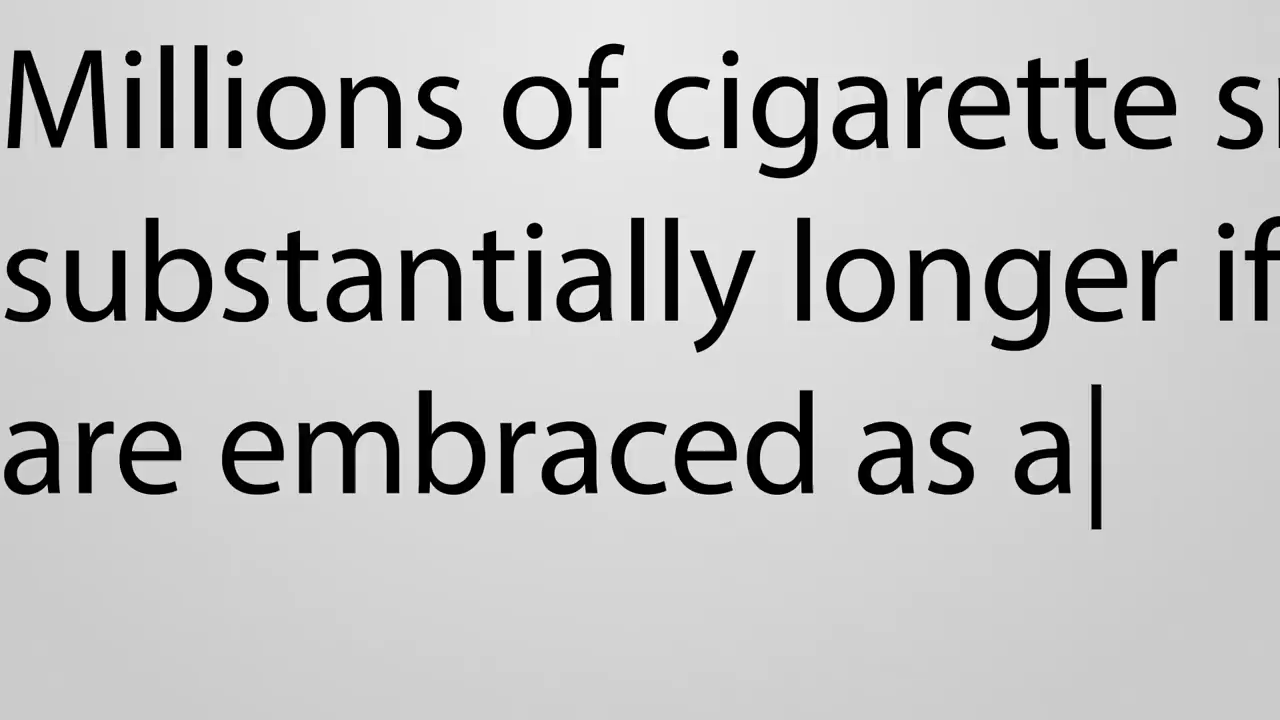 Millions of cigarette
substantially longer if
are embraced as a